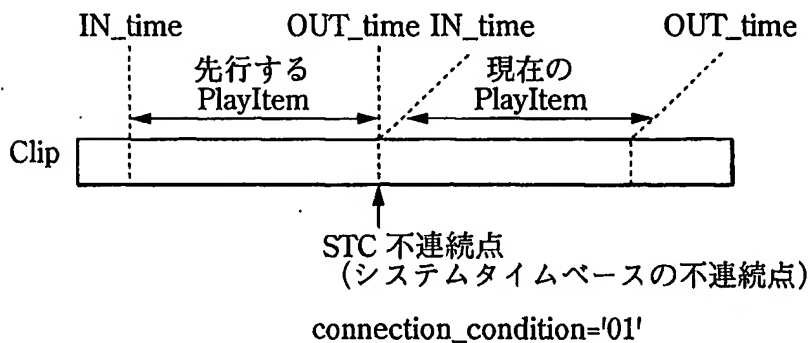 IN_time OUT_time IN_time OUT_time
先行する
PlayItem
現在の
PlayItem
Clip
STC 不連続点
(システムタイムベースの不連続点)
connection_condition='01'